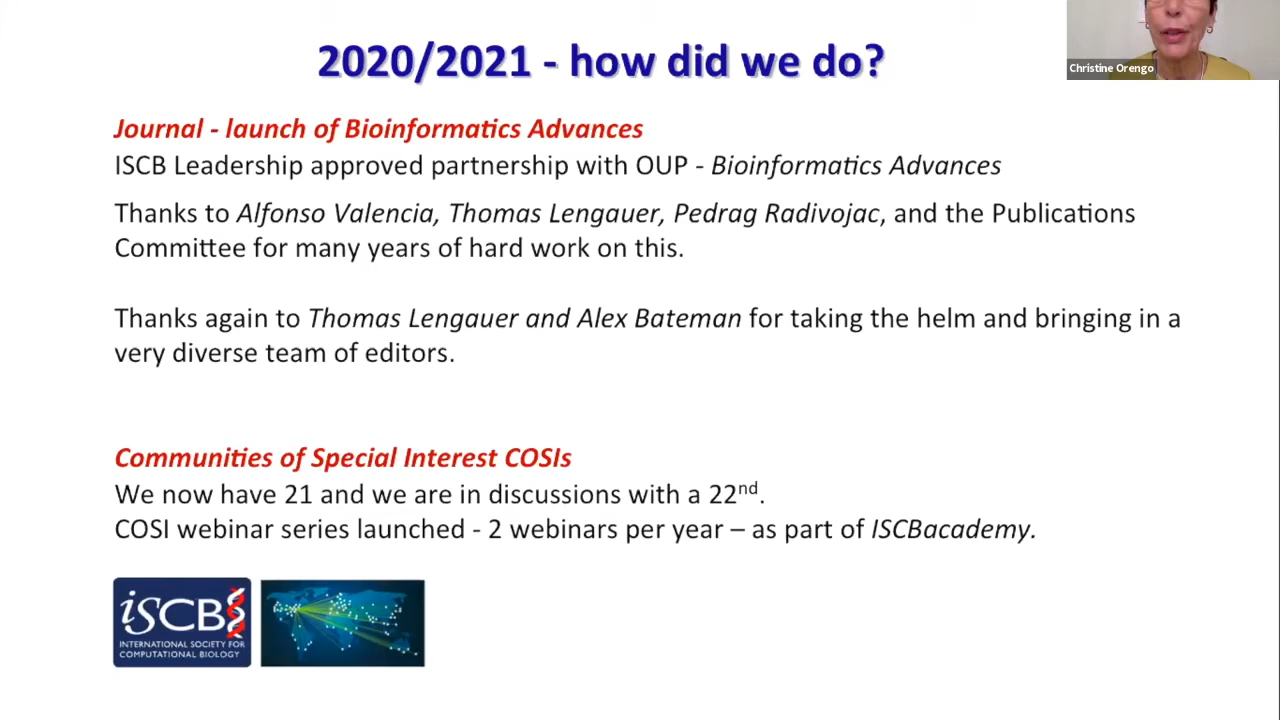 2020/2021 - how did we do?
Christine Orengo
Journal - launch of Bioinformatics Advances
ISCB Leadership approved partnership with OUP - Bioinformatics Advances
Thanks to Alfonso Valencia, Thomas Lengauer, Pedrag Radivojac, and the Publications
Committee for many years of hard work on this.
Thanks again to Thomas Lengauer and Alex Bateman for taking the helm and bringing in a
very diverse team of editors.
Communities of Special Interest COSIs
We now have 21 and we are in discussions with a 22nd.
COSI webinar series launched - 2 webinars per year – as part of ISCBacademy.
iSCB
INTERNATIONAL SOCIETY FOR
COMPUTATIONAL BIOLOGY